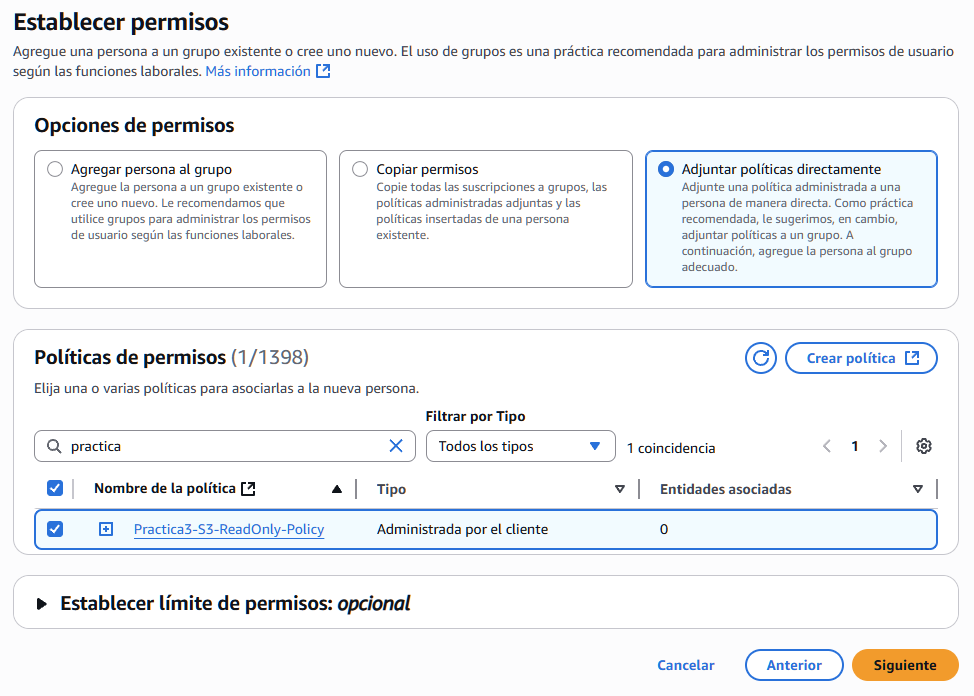 Establecer permisos
Agregue una persona a un grupo existente o cree uno nuevo. El uso de grupos es una práctica recomendada para administrar los permisos de usuario
según las funciones laborales. Más información
Opciones de permisos
Agregar persona al grupo
Agregue la persona a un grupo existente o
cree uno nuevo. Le recomendamos que
utilice grupos para administrar los permisos
de usuario según las funciones laborales.
Copiar permisos
Copie todas las suscripciones a grupos, las
políticas administradas adjuntas y las
políticas insertadas de una persona
existente.
Adjuntar políticas directamente
Adjunte una política administrada a una
persona de manera directa. Como práctica
recomendada, le sugerimos, en cambio,
adjuntar políticas a un grupo. A
continuación, agregue la persona al grupo
adecuado.
Políticas de permisos (1/1398)
Crear política
Elija una o varias políticas para asociarlas a la nueva persona.
Filtrar por Tipo
practica
Todos los tipos
1 coincidencia
1
Nombre de la política
Tipo
Entidades asociadas
Practica3-S3-ReadOnly-Policy
Administrada por el cliente
0
Establecer límite de permisos: opcional
Cancelar
Anterior
Siguiente